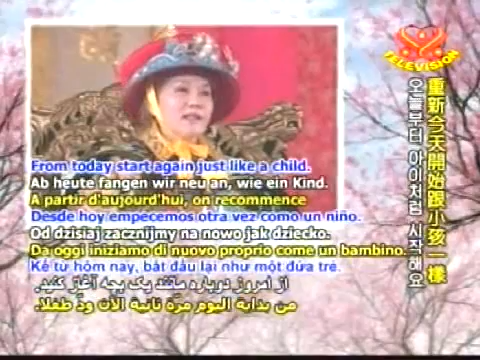 TELEVISION
From today start again just like a child.
Ab heute fangen wir neu an, wie ein Kind.
A partir d'aujourd'hui, on recommence
Desde hoy empecemos otra vez como un niño.
Od dzisiaj zacznijmy na nowo jak dziecko.
Da oggi iniziamo di nuovo proprio come un bambino.
Kể từ hôm nay, bắt đầu lại như một đứa trẻ.
از امروز دوباره مانند یک بچه آغاز کنید.
من بداية اليوم مرّة ثانية الآن ودّ طفلا.
重新今天開始跟小孩一樣
오늘부터 아이처럼 시작해요